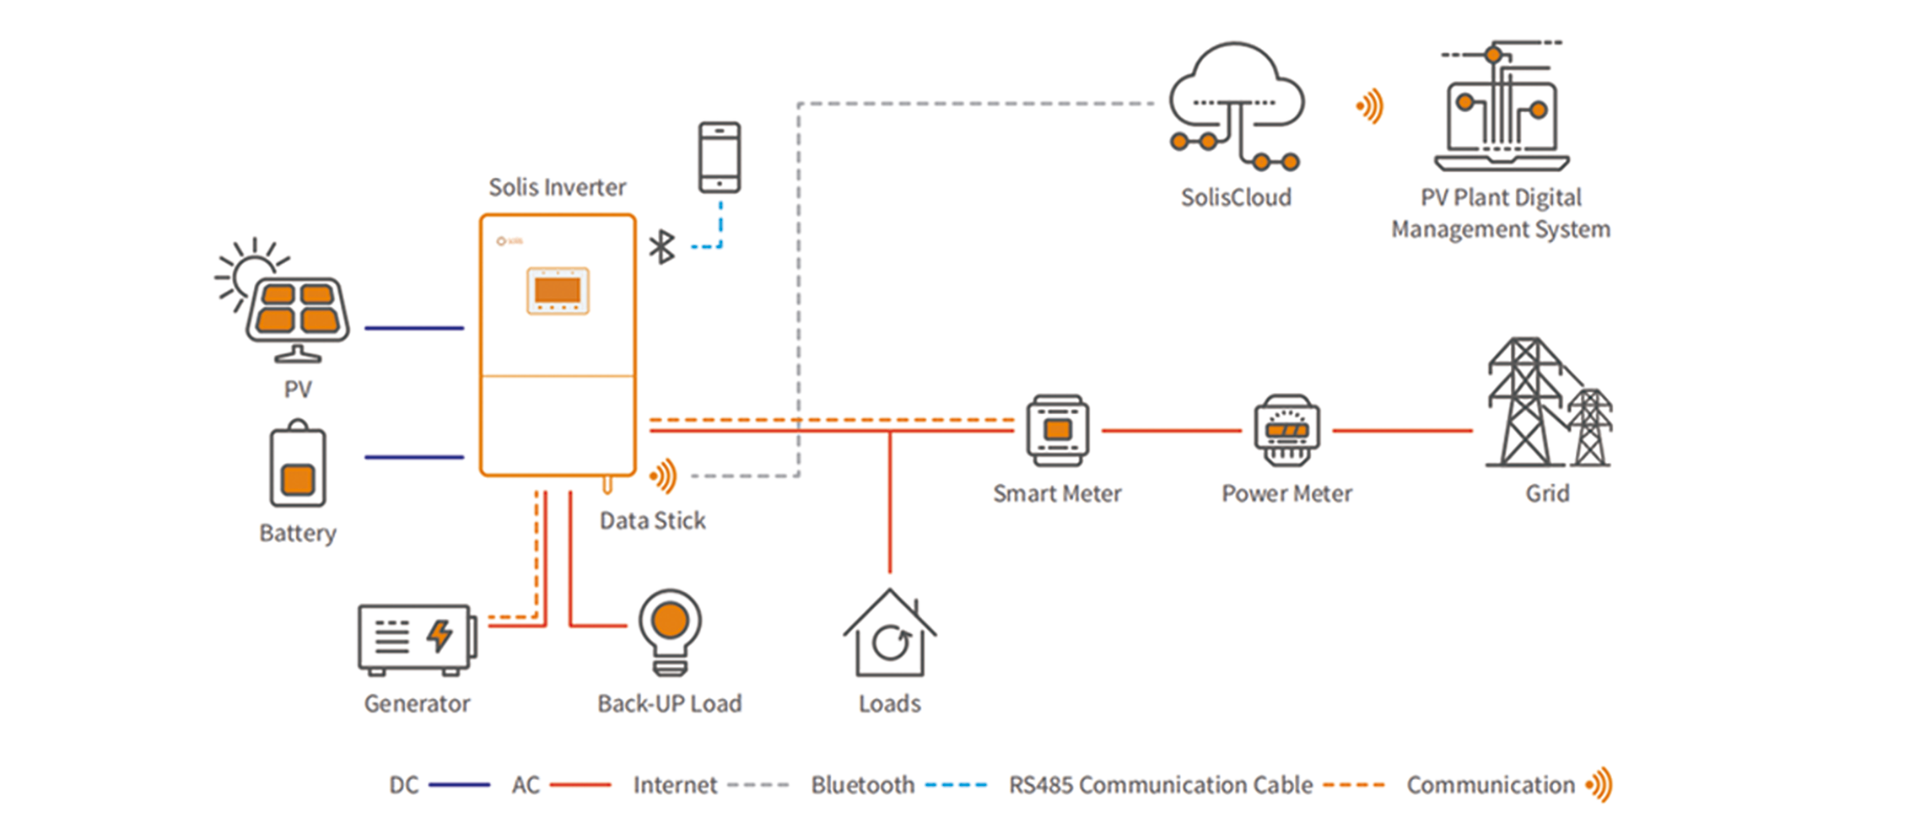 Solis Inverter
SolisCloud
PV Plant Digital
Management System
solis
PV
Battery
Data Stick
Smart Meter
Power Meter
Grid
Generator
Back-UP Load
Loads
DC
AC
Internet
Bluetooth
RS485 Communication Cable
Communication